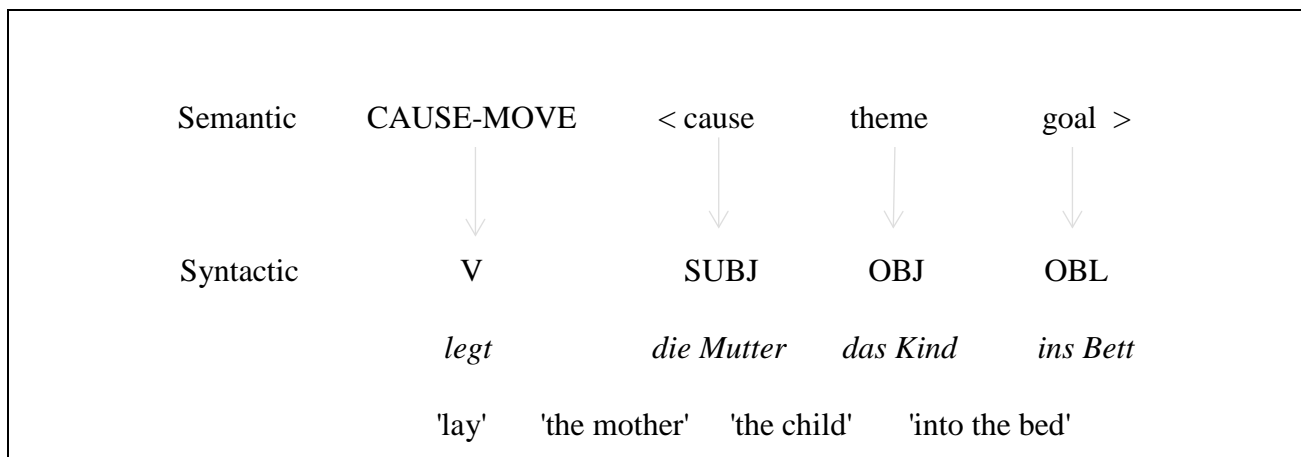 Semantic CAUSE-MOVE < cause theme goal >
Syntactic V SUBJ OBJ OBL
legt die Mutter das Kind ins Bett
'lay' 'the mother' 'the child' 'into the bed'